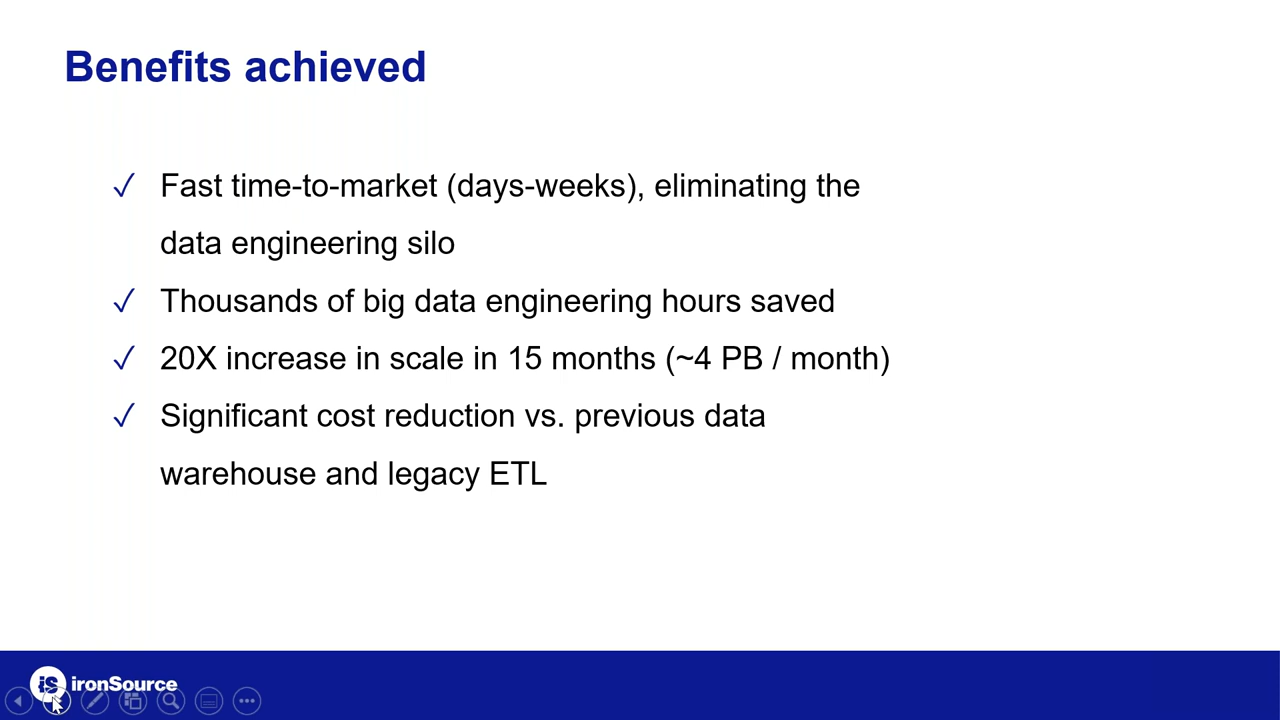 Benefits achieved
✓ Fast time-to-market (days-weeks), eliminating the
data engineering silo
✓ Thousands of big data engineering hours saved
✓ 20X increase in scale in 15 months (~4 PB / month)
✓ Significant cost reduction vs. previous data
warehouse and legacy ETL
is ironSource